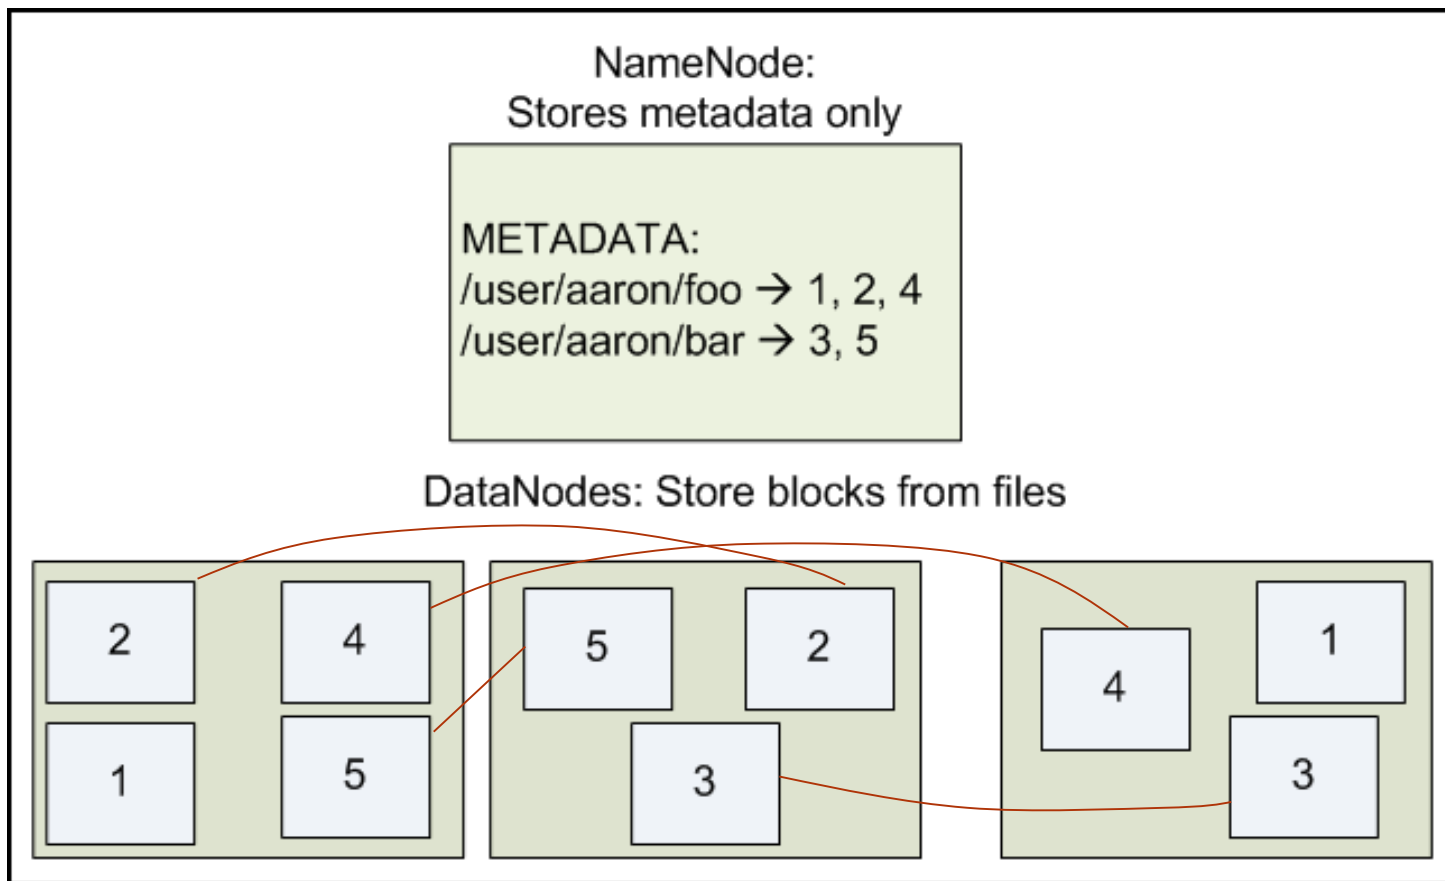 NameNode:
Stores metadata only
METADATA:
/user/aaron/foo → 1, 2, 4
/user/aaron/bar → 3, 5
DataNodes: Store blocks from files
2
4
1
5
5
2
3
4
1
3